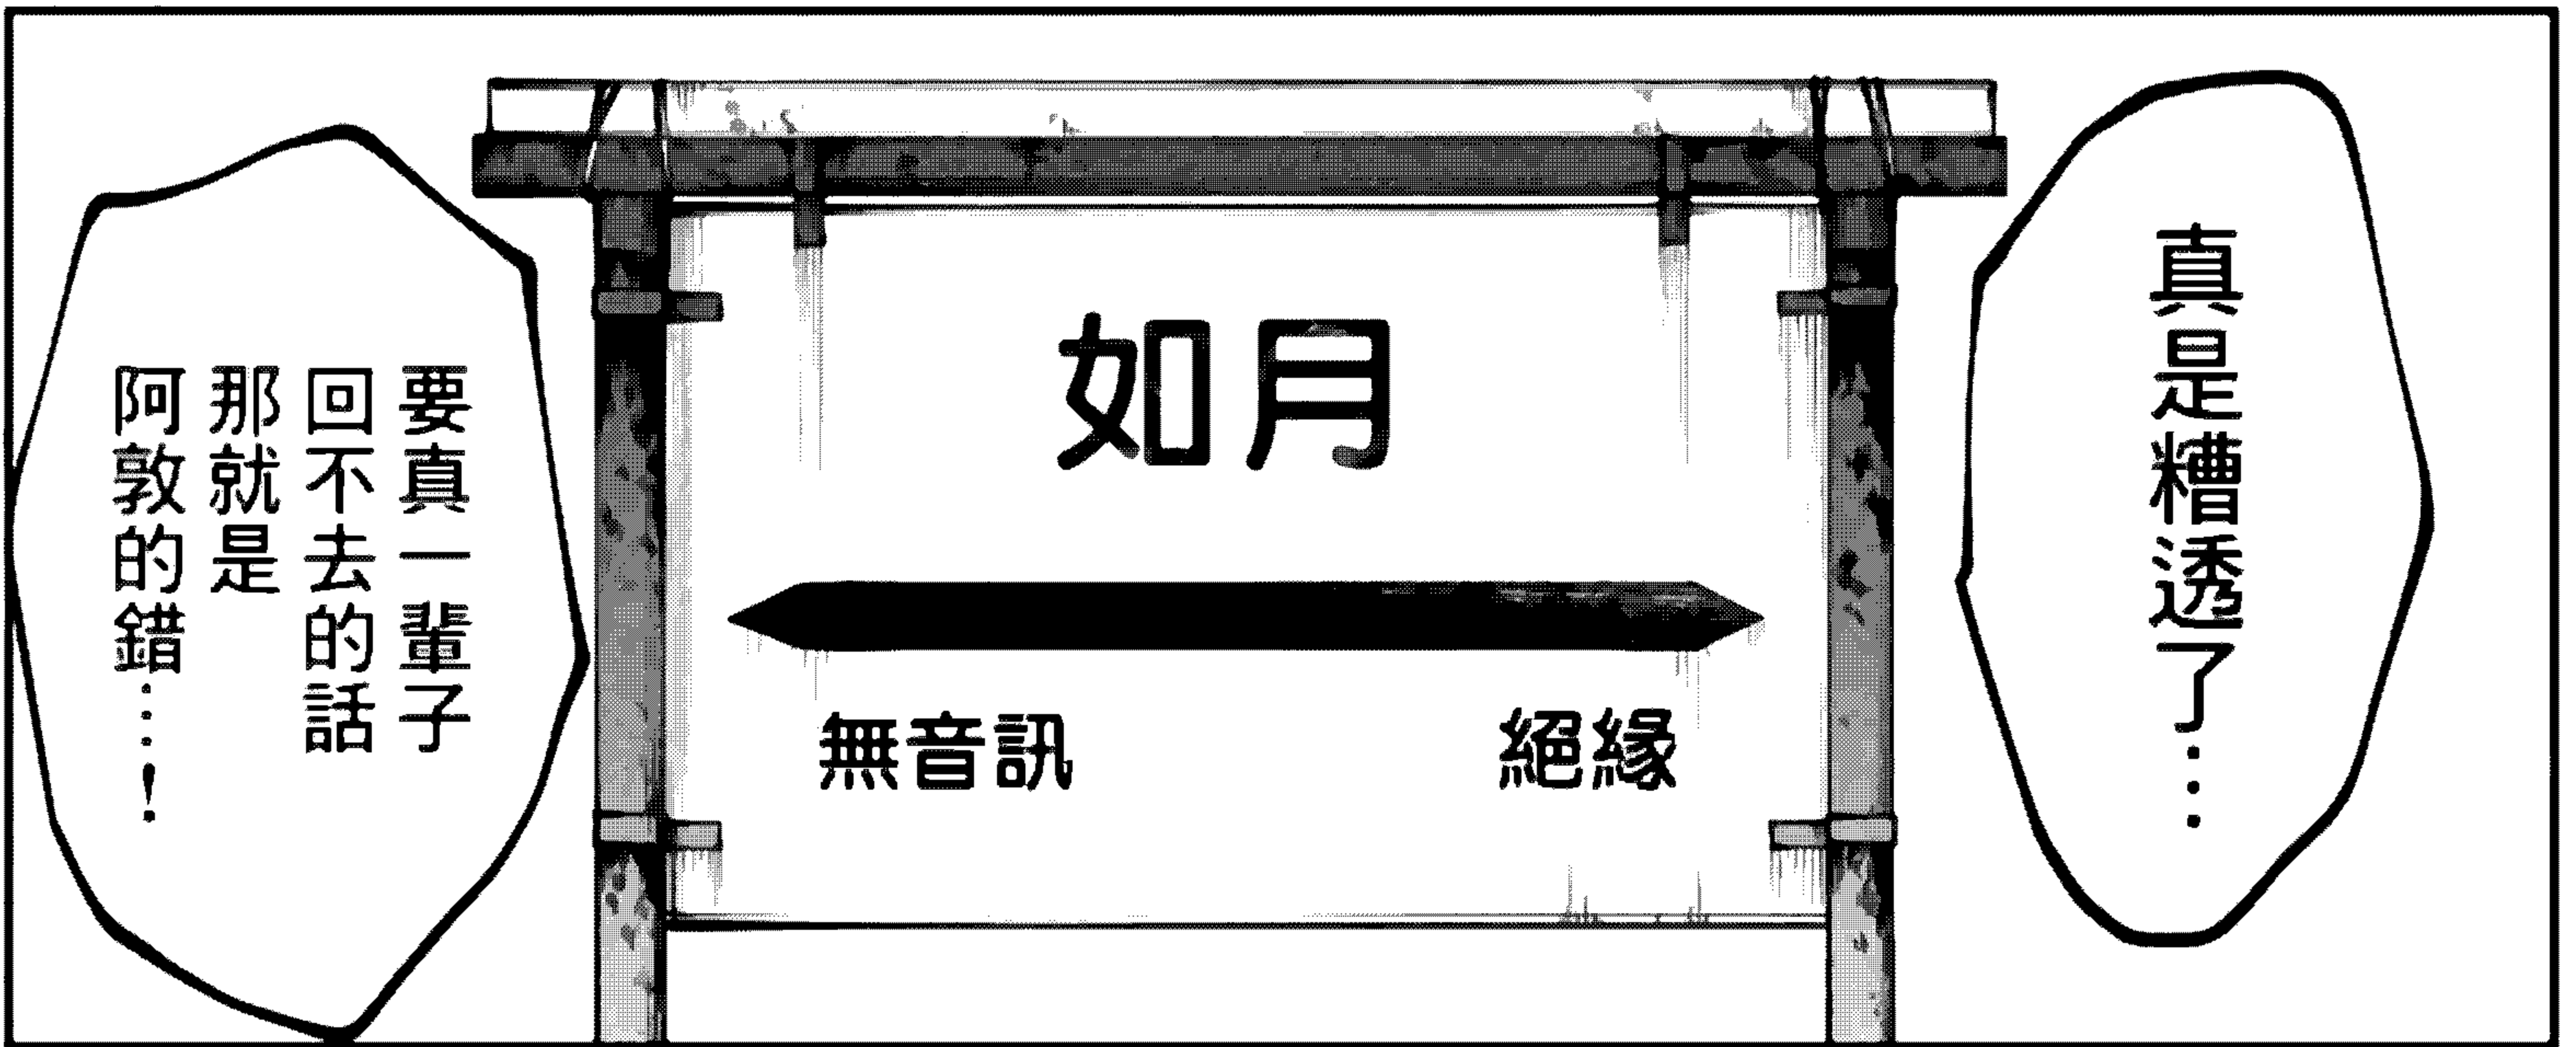 真是糟透了…
如月
無音訊 絕緣
要真一輩子
回不去的話
那就是
阿敦的錯…!